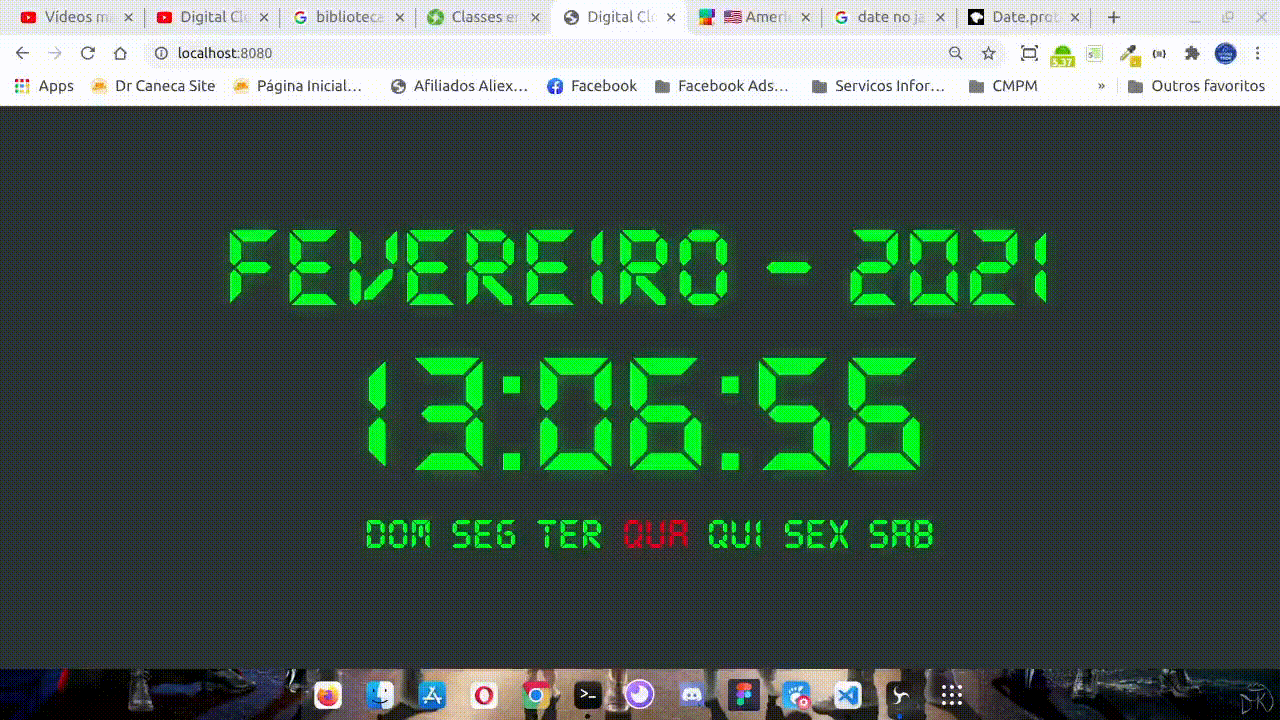 Vídeos m
Digital Cl
biblioteca
Classes e
Digital Cl
Ameri
date no ja
Date.prot
localhost:8080
5.37
Apps
Dr Caneca Site
Página Inicial...
Afiliados Aliex...
Facebook
Facebook Ads...
Servicos Infor...
CMPM
»
Outros favoritos
FEVEREIRO - 2021
13:06:56
DOM SEG TER QUA QUI SEX SAB